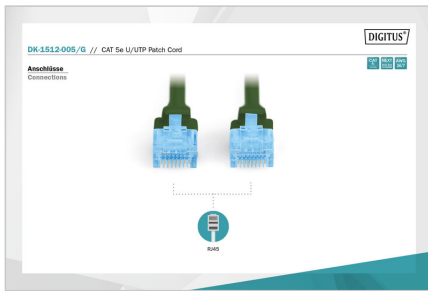 DIGITUS®
DK-1512-005/G // CAT 5e U/UTP Patch Cord
Anschlüsse
Connections
RJ45